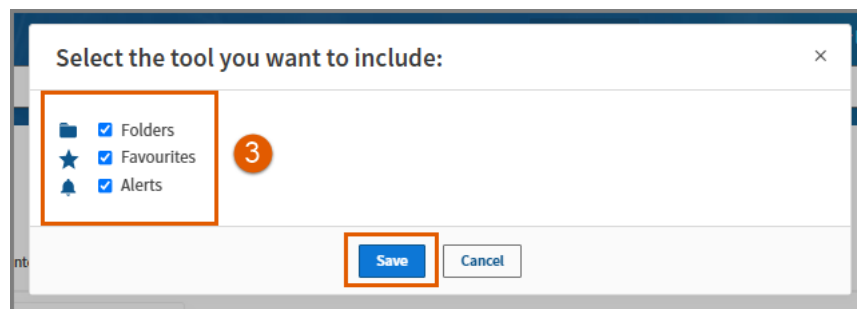 Select the tool you want to include:
Folders
Favourites
3
Alerts
Save Cancel